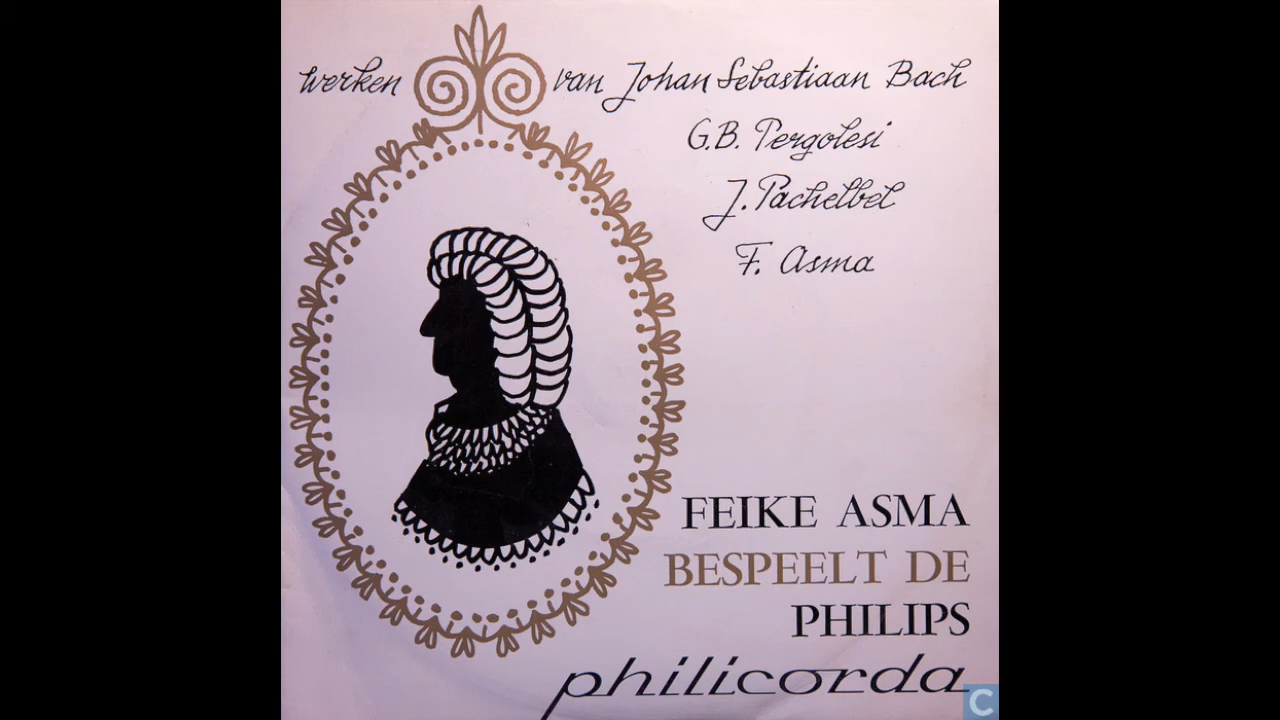 werken van Johan Sebastiaan Bach
G.B. Pergolesi
J. Pachelbel
F. Asma
FEIKE ASMA
BESPEELT DE
PHILIPS
philicorda
C